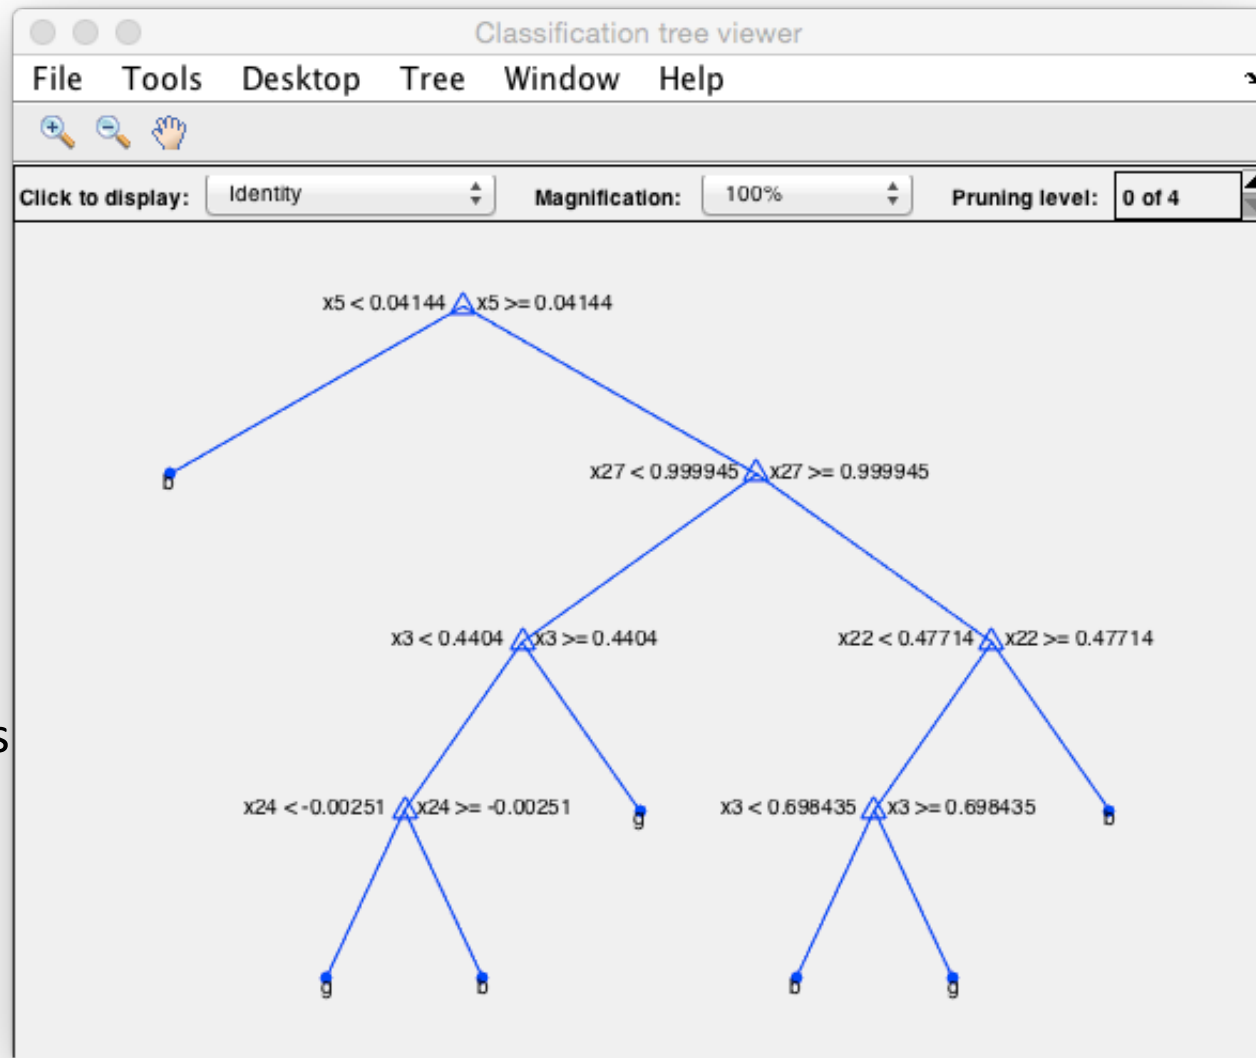 Classification tree viewer
File Tools Desktop Tree Window Help
Click to display: Identity Magnification: 100% Pruning level: 0 of 4
x5 < 0.04144 x5 >= 0.04144
b x27 < 0.999945 x27 >= 0.999945
x3 < 0.4404 x3 >= 0.4404 x22 < 0.47714 x22 >= 0.47714
s
x24 < -0.00251 x24 >= -0.00251 g x3 < 0.698435 x3 >= 0.698435 b
g b b g